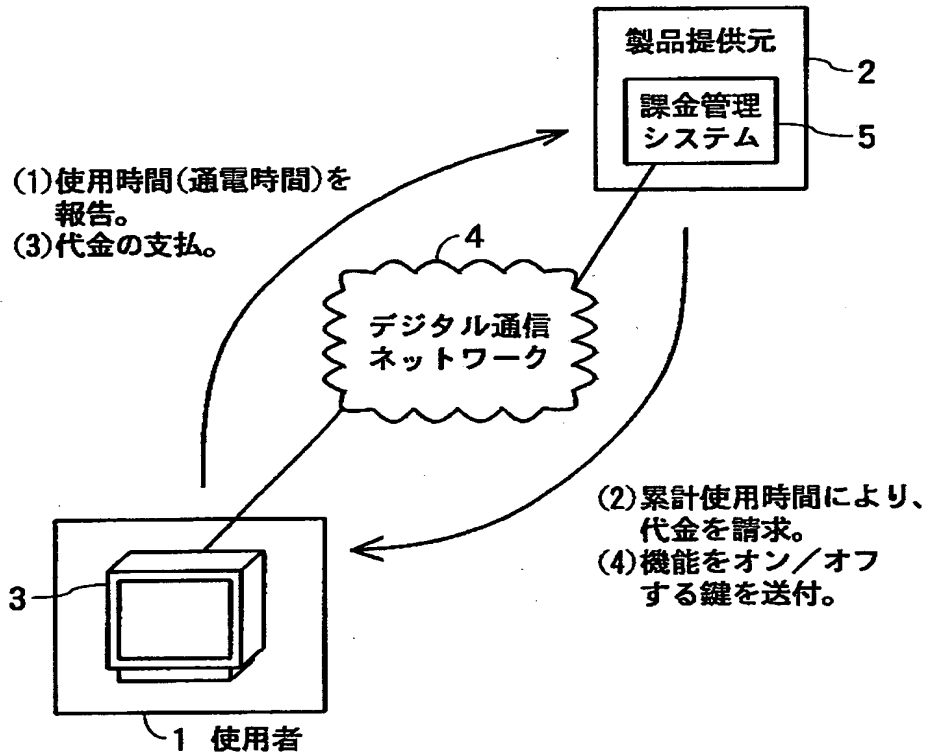 製品提供元
2
課金管理
システム
5
(1)使用時間(通電時間)を
報告。
(3)代金の支払。
4
デジタル通信
ネットワーク
(2)累計使用時間により、
代金を請求。
(4)機能をオン/オフ
する鍵を送付。
3
1 使用者